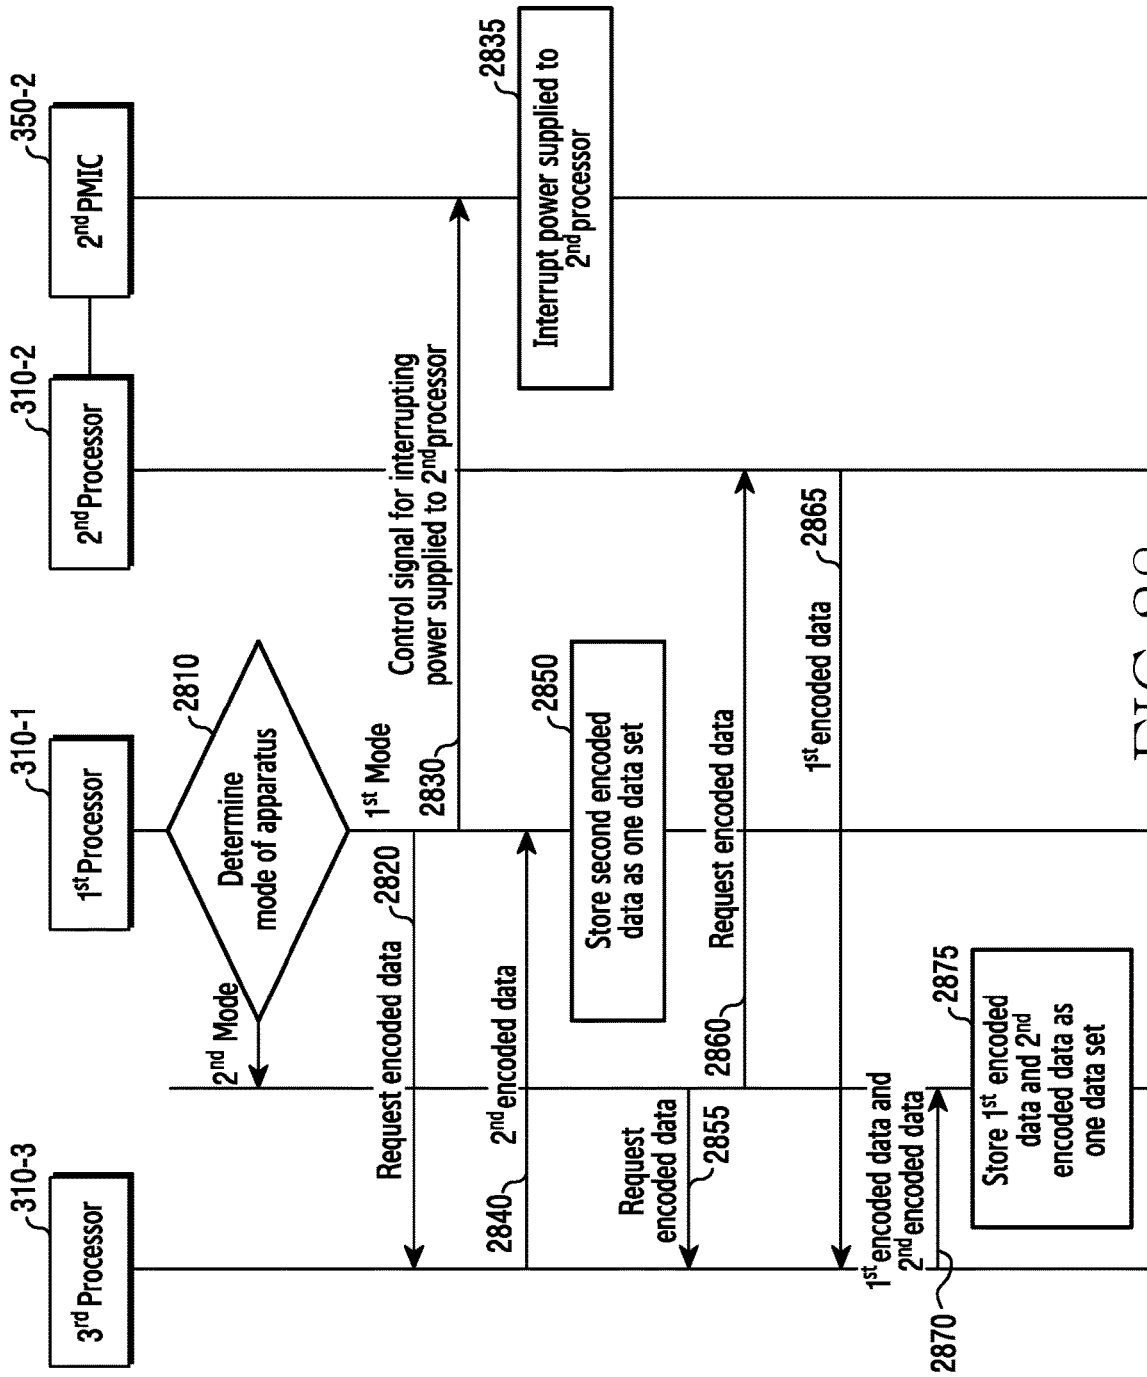 310-3
3rd Processor
310-1
1st Processor
310-2
2nd Processor
350-2
2nd PMIC
2810
Determine
mode of apparatus
2nd Mode
1st Mode
Request encoded data
2820
2830
Control signal for interrupting
power supplied to 2nd processor
2835
Interrupt power supplied to
2nd processor
2840
2nd encoded data
2850
Store second encoded
data as one data set
Request
encoded data
2855
2860
Request encoded data
1st encoded data
2865
1st encoded data and
2nd encoded data
2870
2875
Store 1st encoded
data and 2nd
encoded data as
one data set